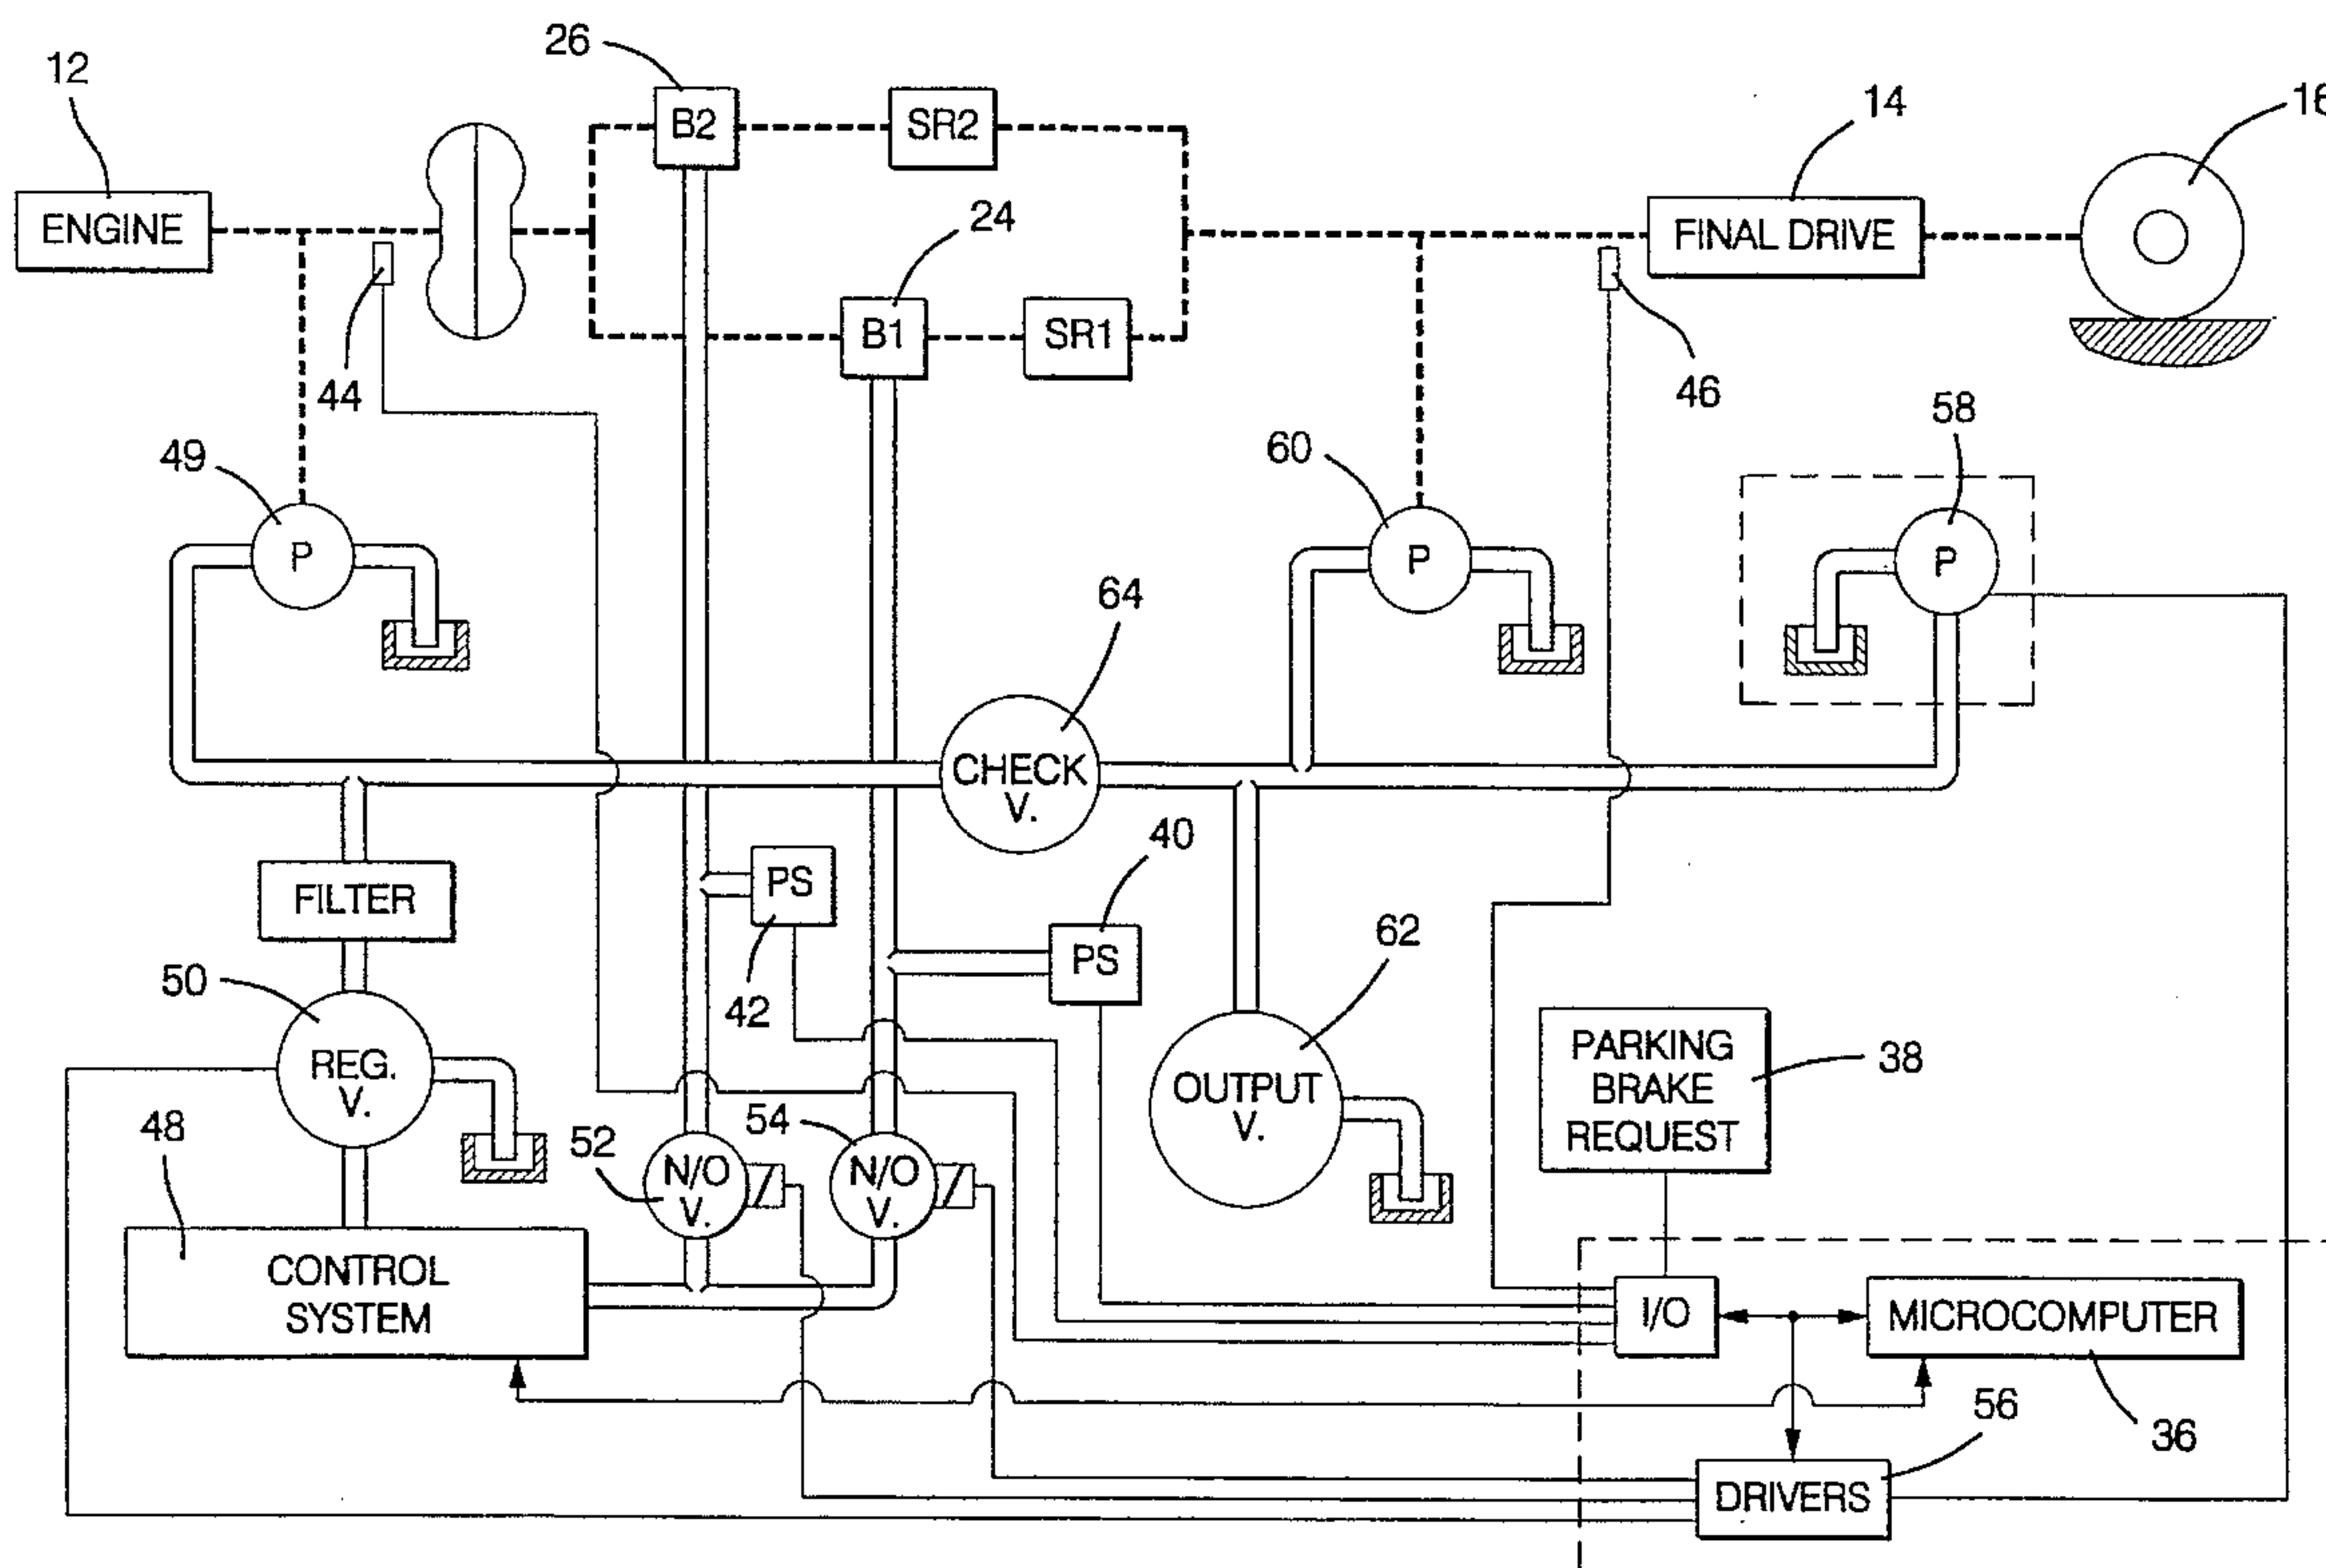 26
12
14
16
B2
SR2
24
ENGINE
FINAL DRIVE
B1
SR1
44
46
58
49
60
P
P
P
64
CHECK
V.
40
PS
42
FILTER
PS
62
50
REG.
V.
OUTPUT
V.
PARKING
BRAKE
REQUEST
38
48
52
54
N/O
V.
N/O
V.
CONTROL
SYSTEM
I/O
MICROCOMPUTER
56
36
DRIVERS